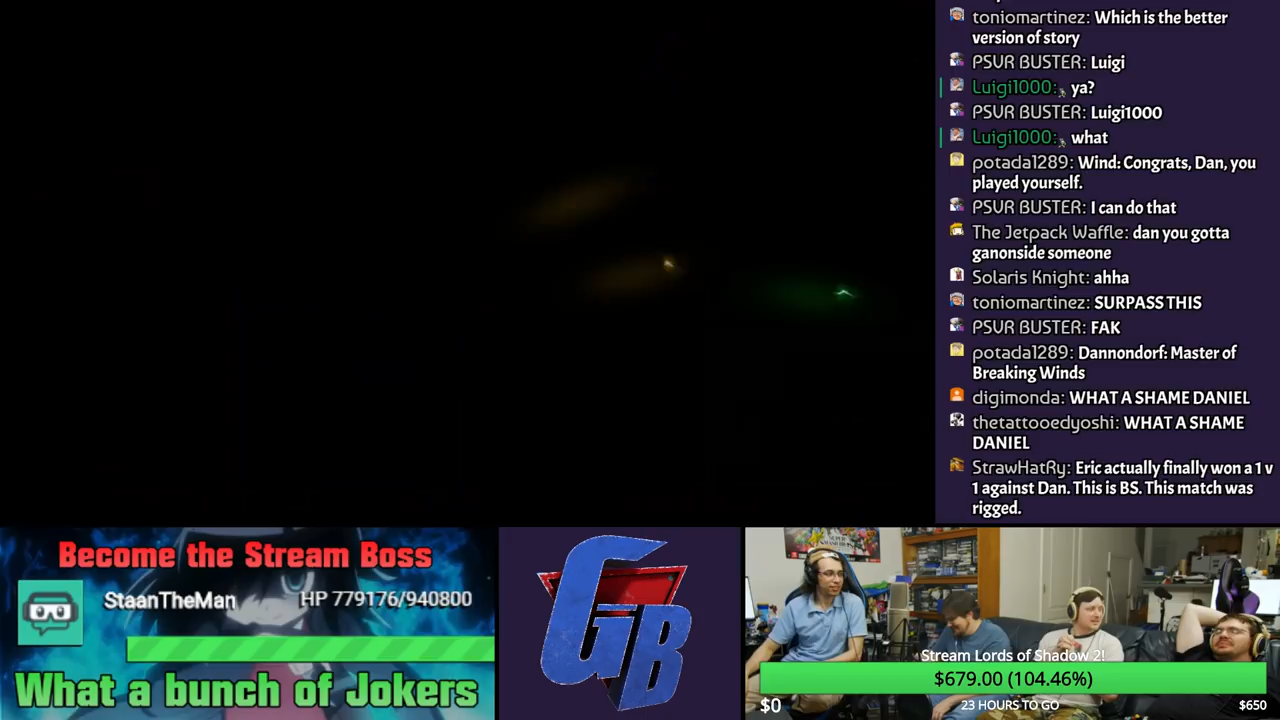 toniomartinez: Which is the better
version of story
PSVR BUSTER: Luigi
Luigi1000: ya?
PSVR BUSTER: Luigi1000
Luigi1000: what
potada1289: Wind: Congrats, Dan, you
played yourself.
PSVR BUSTER: I can do that
The Jetpack Waffle: dan you gotta
ganonside someone
Solaris Knight: ahha
toniomartinez: SURPASS THIS
PSVR BUSTER: FAK
potada1289: Dannondorf: Master of
Breaking Winds
digimonda: WHAT A SHAME DANIEL
thetattooedyoshi: WHAT A SHAME
DANIEL
StrawHatRy: Eric actually finally won a 1 v
1 against Dan. This is BS. This match was
rigged.
Become the Stream Boss
StaanTheMan HP 779176/940800
What a bunch of Jokers
GB
Stream Lords of Shadow 2!
$679.00 (104.46%)
$0 23 HOURS TO GO $650